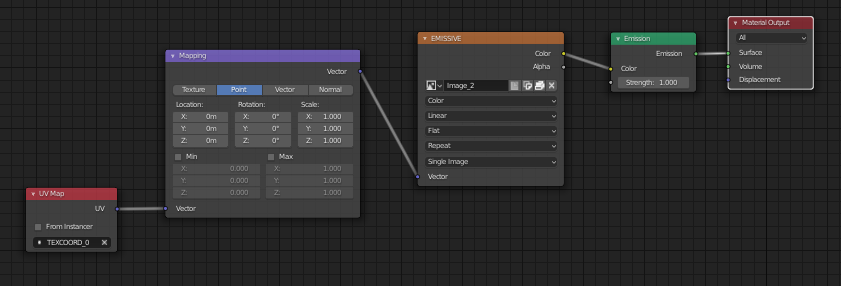 Mapping
Vector
Texture Point Vector Normal
Location: Rotation: Scale:
X: 0m X: 0° X: 1.000
Y: 0m Y: 0° Y: 1.000
Z: 0m Z: 0° Z: 1.000
Min Max
X: 0.000 X: 1.000
Y: 0.000 Y: 1.000
Z: 0.000 Z: 1.000
Vector
UV Map
UV
From Instancer
TEXCOORD_0
EMISSIVE
Color
Alpha
Image_2
Color
Linear
Flat
Repeat
Single Image
Vector
Emission
Emission
Color
Strength: 1.000
Material Output
All
Surface
Volume
Displacement